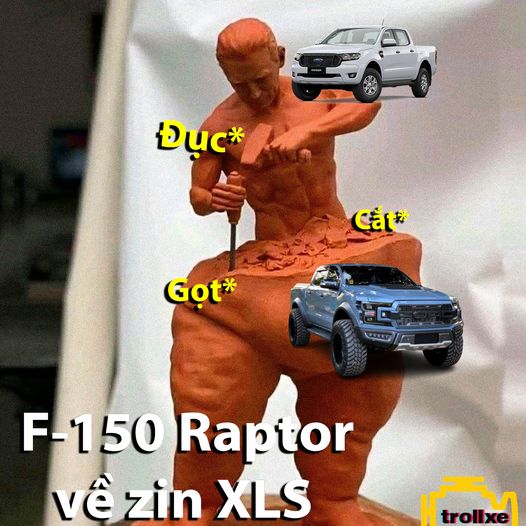 Đục*
Cắt*
Gọt*
F-150 Raptor
về zin XLS
trollxe